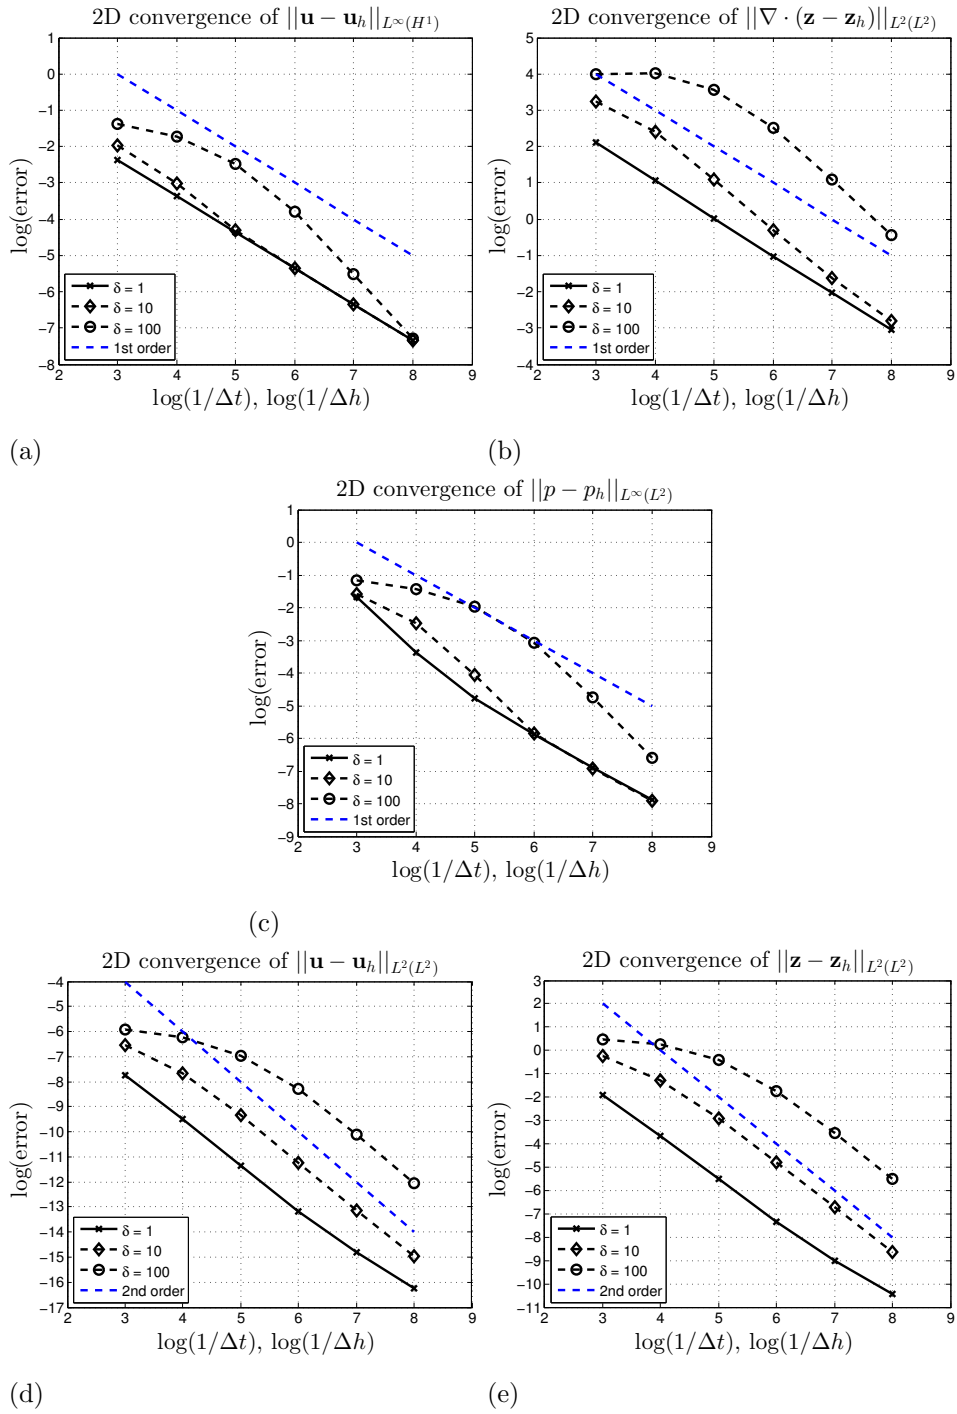 2D convergence of ||u − u_h||_{L^∞(H^1)}
log(error)
1
0
−1
−2
−3
−4
−5
−6
−7
−8
δ = 1
δ = 10
δ = 100
1st order
2 3 4 5 6 7 8 9
log(1/Δt), log(1/Δh)
(a)
2D convergence of ||∇ · (z − z_h)||_{L^2(L^2)}
log(error)
5
4
3
2
1
0
−1
−2
−3
−4
δ = 1
δ = 10
δ = 100
1st order
2 3 4 5 6 7 8 9
log(1/Δt), log(1/Δh)
(b)
2D convergence of ||p − p_h||_{L^∞(L^2)}
log(error)
1
0
−1
−2
−3
−4
−5
−6
−7
−8
−9
δ = 1
δ = 10
δ = 100
1st order
2 3 4 5 6 7 8 9
log(1/Δt), log(1/Δh)
(c)
2D convergence of ||u − u_h||_{L^2(L^2)}
log(error)
−4
−5
−6
−7
−8
−9
−10
−11
−12
−13
−14
−15
−16
−17
δ = 1
δ = 10
δ = 100
2nd order
2 3 4 5 6 7 8 9
log(1/Δt), log(1/Δh)
(d)
2D convergence of ||z − z_h||_{L^2(L^2)}
log(error)
3
2
1
0
−1
−2
−3
−4
−5
−6
−7
−8
−9
−10
−11
δ = 1
δ = 10
δ = 100
2nd order
2 3 4 5 6 7 8 9
log(1/Δt), log(1/Δh)
(e)